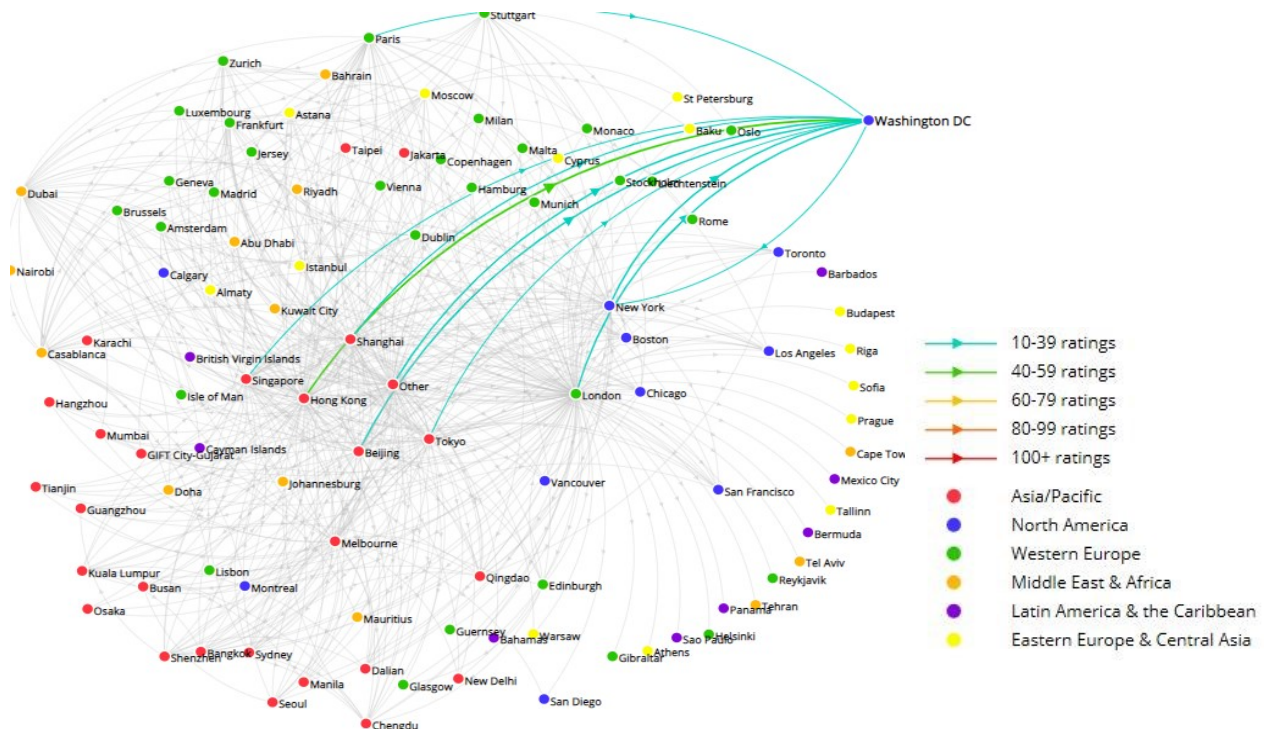 Stuttgart
Paris
Zurich
Bahrain
Moscow
St Petersburg
Luxembourg
Astana
Frankfurt
Milan
Monaco
Baku
Oslo
Washington DC
Jersey
Taipei
Jakarta
Copenhagen
Malta
Cyprus
Geneva
Madrid
Riyadh
Vienna
Hamburg
Stockholm
Liechtenstein
Dubai
Munich
Brussels
Amsterdam
Rome
Abu Dhabi
Dublin
Toronto
Nairobi
Calgary
Istanbul
Barbados
Almaty
Kuwait City
New York
Budapest
Karachi
Shanghai
Boston
Casablanca
British Virgin Islands
Los Angeles
Riga
Singapore
Other
Sofia
Isle of Man
Hong Kong
London
Chicago
Hangzhou
Prague
Mumbai
Cayman Islands
Tokyo
GIFT City-Gujarat
Beijing
Cape Tow
Tianjin
Doha
Johannesburg
Vancouver
San Francisco
Mexico City
Guangzhou
Tallinn
Melbourne
Bermuda
Kuala Lumpur
Lisbon
Qingdao
Tel Aviv
Busan
Montreal
Edinburgh
Reykjavik
Osaka
Mauritius
Panama
Tehran
Guernsey
Bahamas
Warsaw
Sao Paulo
Helsinki
Shenzhen
Bangkok
Sydney
Gibraltar
Athens
Dalian
Manila
Glasgow
New Delhi
Seoul
San Diego
Chengdu
10-39 ratings
40-59 ratings
60-79 ratings
80-99 ratings
100+ ratings
Asia/Pacific
North America
Western Europe
Middle East & Africa
Latin America & the Caribbean
Eastern Europe & Central Asia